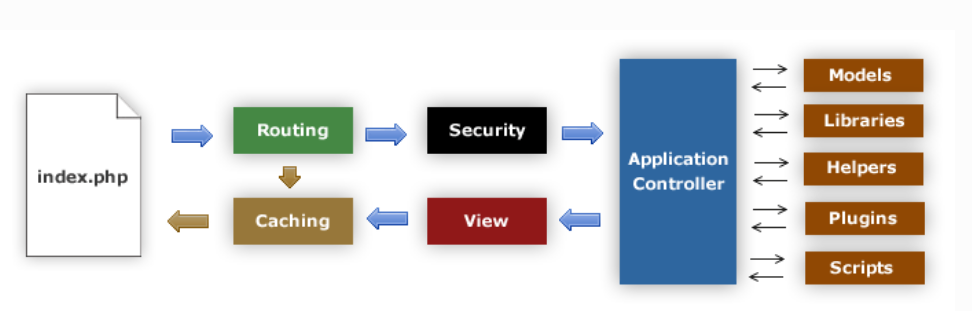 index.php
Routing
Security
Application
Controller
Models
Libraries
Helpers
Plugins
Scripts
View
Caching